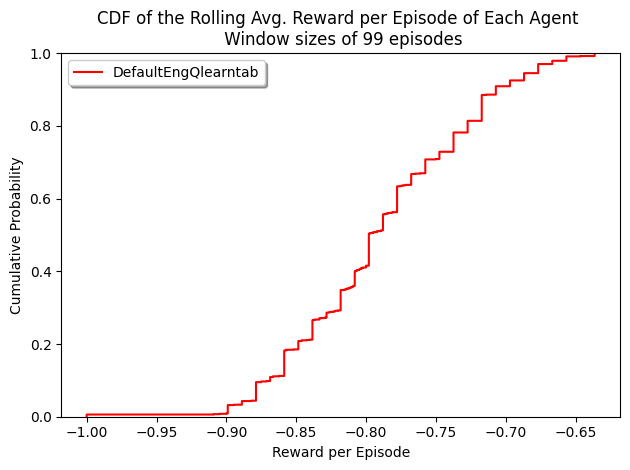 CDF of the Rolling Avg. Reward per Episode of Each Agent
Window sizes of 99 episodes
DefaultEngQlearntab
Cumulative Probability
1.0
0.8
0.6
0.4
0.2
0.0
−1.00 −0.95 −0.90 −0.85 −0.80 −0.75 −0.70 −0.65
Reward per Episode